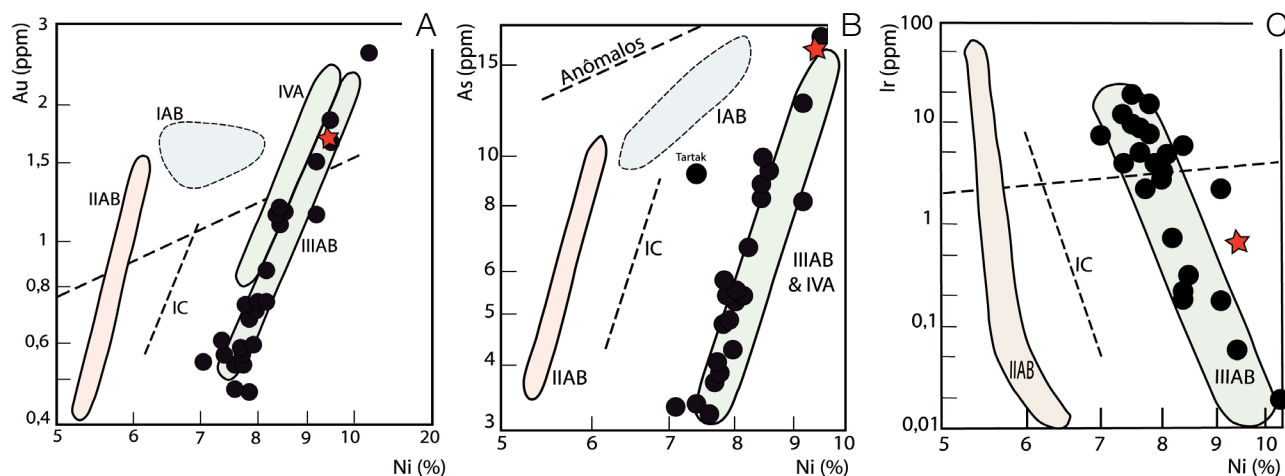 A
Au (ppm)
3
2
1,5
1
0,8
0,6
0,4
IAB
IVA
IIAB
IIIAB
IC
5 6 7 8 9 10 20
Ni (%)
B
As (ppm)
15
10
8
6
5
4
3
Anômalos
IAB
Tartak
IC
IIIAB
& IVA
IIAB
5 6 7 8 9 10
Ni (%)
C
Ir (ppm)
100
10
1
0,1
0,01
IC
IIAB
IIIAB
5 6 7 8 9 10
Ni (%)